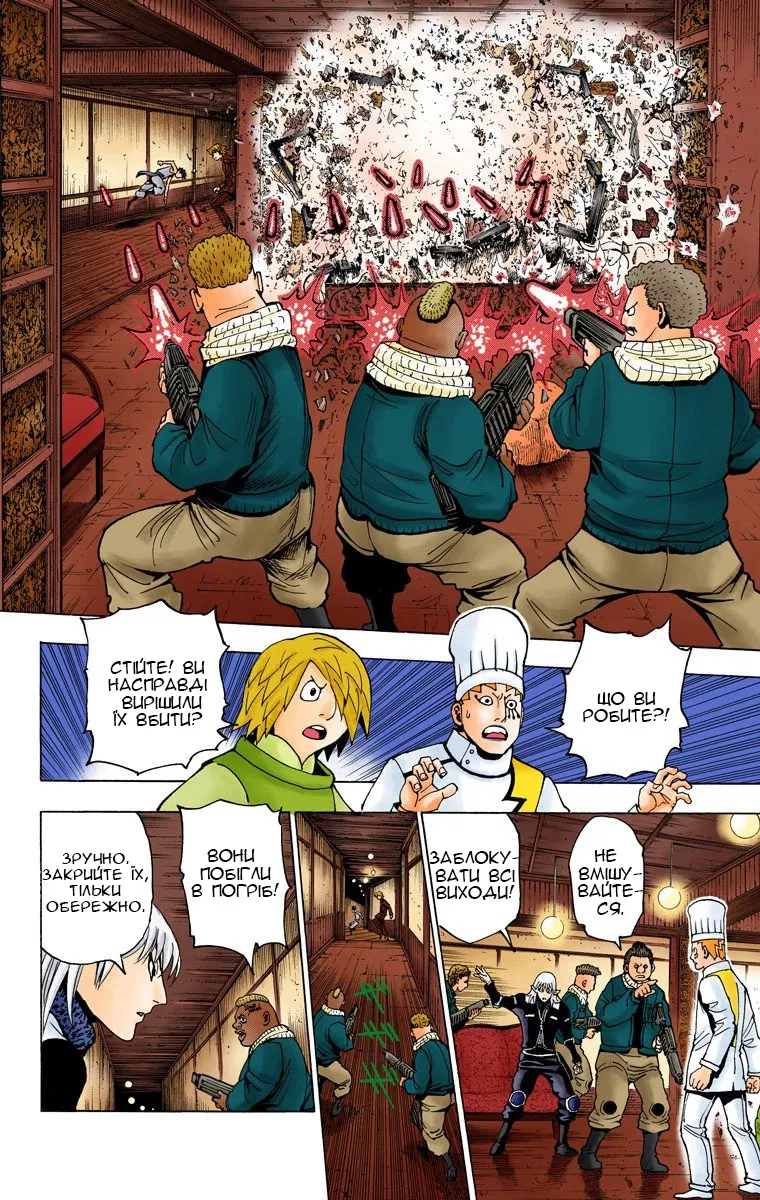 ЩО ВИ
РОБИТЕ?!
СТІЙТЕ! ВИ
НАСПРАВДІ
ВИРІШИЛИ
ЇХ ВБИТИ?
НЕ
ВМІШУ-
ВАЙТЕ-
СЯ.
ЗАБЛОКУ-
ВАТИ ВСІ
ВИХОДИ!
ВОНИ
ПОБІГЛИ
В ПОГРІБ!
ЗРУЧНО.
ЗАКРИЙТЕ ЇХ,
ТІЛЬКИ
ОБЕРЕЖНО.